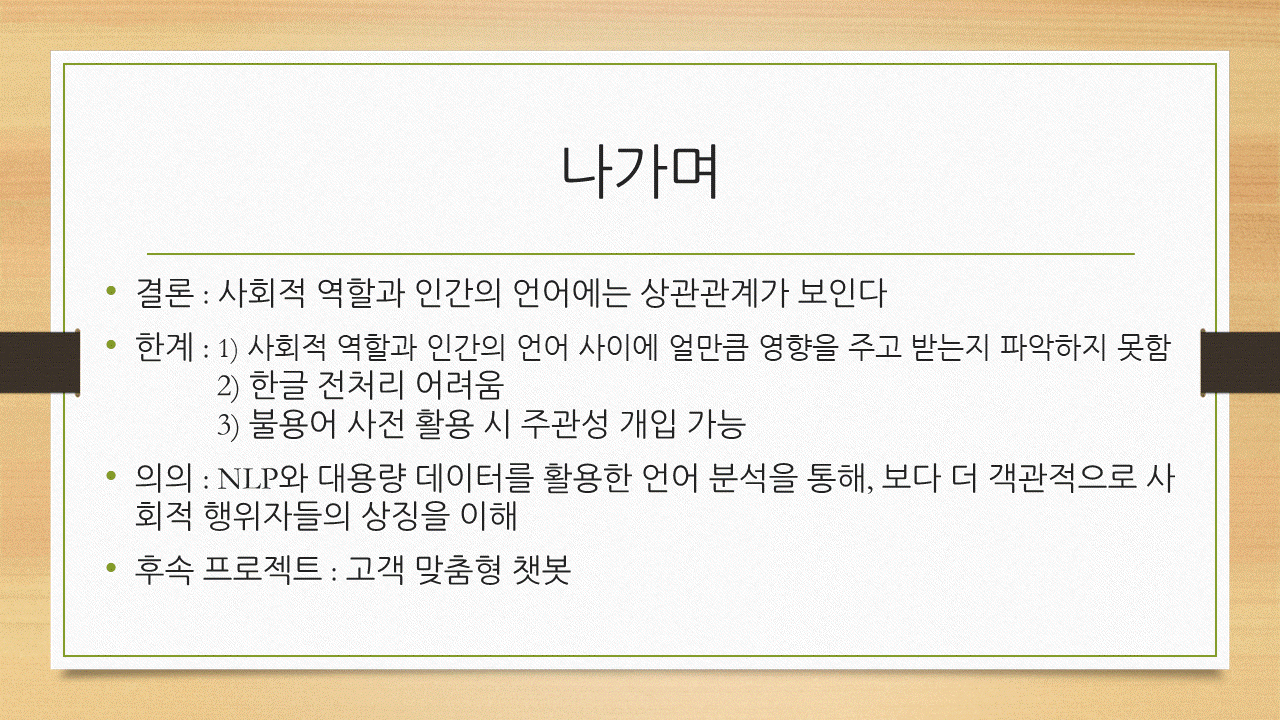 나가며
• 결론 : 사회적 역할과 인간의 언어에는 상관관계가 보인다
• 한계 : 1) 사회적 역할과 인간의 언어 사이에 얼만큼 영향을 주고 받는지 파악하지 못함
2) 한글 전처리 어려움
3) 불용어 사전 활용 시 주관성 개입 가능
• 의의 : NLP와 대용량 데이터를 활용한 언어 분석을 통해, 보다 더 객관적으로 사
회적 행위자들의 상징을 이해
• 후속 프로젝트 : 고객 맞춤형 챗봇